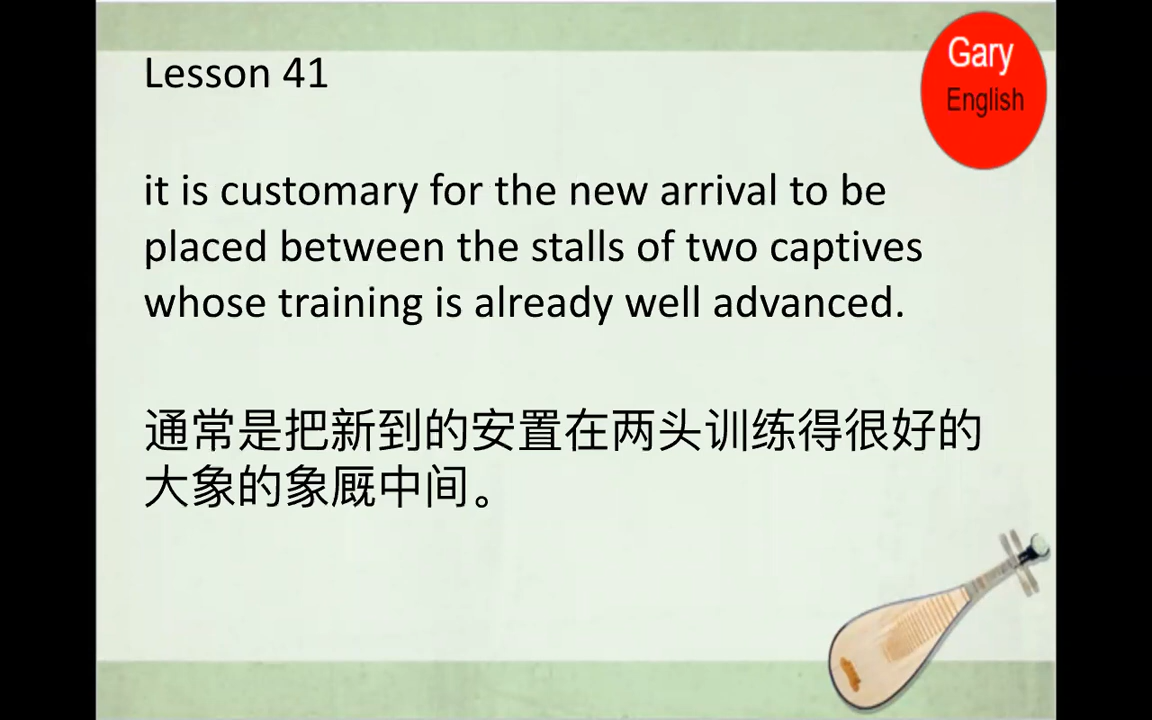 Lesson 41
Gary
English
it is customary for the new arrival to be
placed between the stalls of two captives
whose training is already well advanced.
通常是把新到的安置在两头训练得很好的
大象的象厩中间。